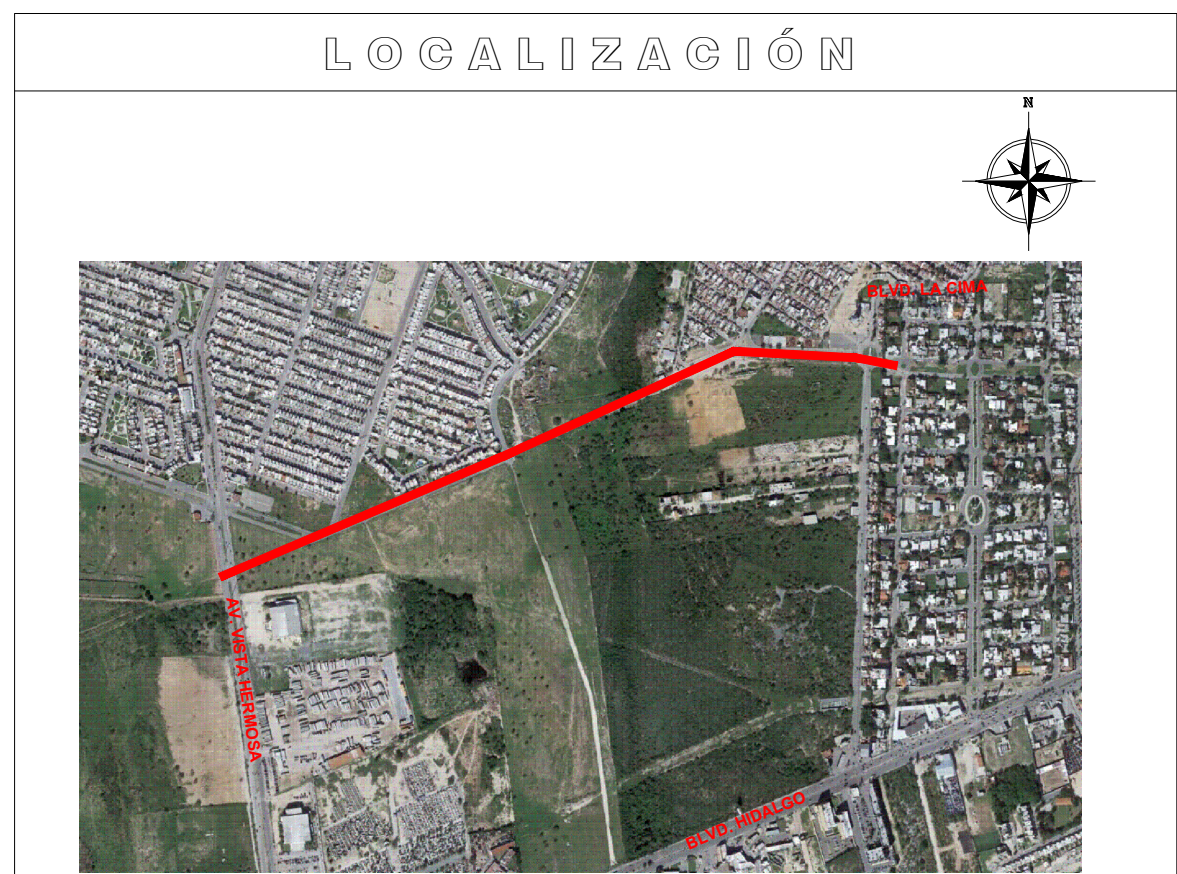 LOCALIZACIÓN
N
BLVD. LA CIMA
AV. VISTA HERMOSA
BLVD. HIDALGO